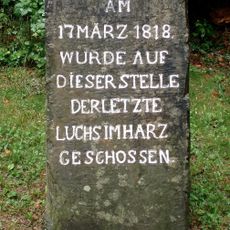 AM
17 MÄRZ 1818.
WURDE AUF
DIESER STELLE
DER LETZTE
LUCHS IM HARZ
GESCHOSSEN.